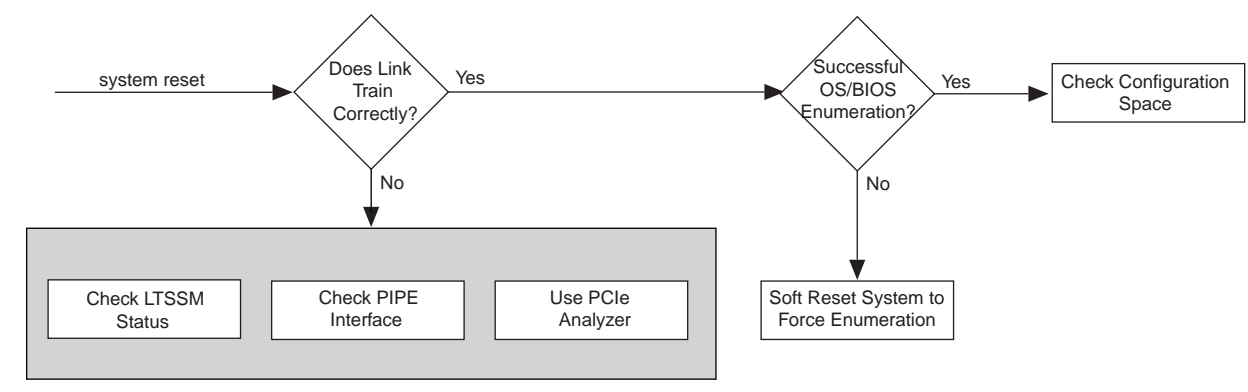 system reset
Does Link
Train
Correctly?
Yes
Successful
OS/BIOS
Enumeration?
Yes
Check Configuration
Space
No
No
Check LTSSM
Status
Check PIPE
Interface
Use PCIe
Analyzer
Soft Reset System to
Force Enumeration